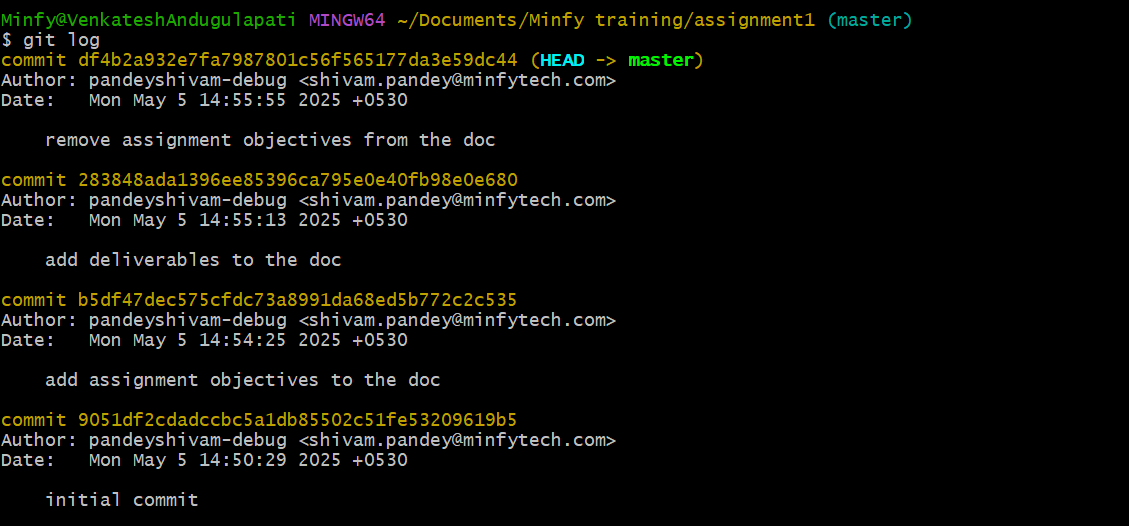 Minfy@VenkateshAndugulapati MINGW64 ~/Documents/Minfy training/assignment1 (master)
$ git log
commit df4b2a932e7fa7987801c56f565177da3e59dc44 (HEAD -> master)
Author: pandeyshivam-debug <shivam.pandey@minfytech.com>
Date:   Mon May 5 14:55:55 2025 +0530
    remove assignment objectives from the doc
commit 283848ada1396ee85396ca795e0e40fb98e0e680
Author: pandeyshivam-debug <shivam.pandey@minfytech.com>
Date:   Mon May 5 14:55:13 2025 +0530
    add deliverables to the doc
commit b5df47dec575cfdc73a8991da68ed5b772c2c535
Author: pandeyshivam-debug <shivam.pandey@minfytech.com>
Date:   Mon May 5 14:54:25 2025 +0530
    add assignment objectives to the doc
commit 9051df2cdadccbc5a1db85502c51fe53209619b5
Author: pandeyshivam-debug <shivam.pandey@minfytech.com>
Date:   Mon May 5 14:50:29 2025 +0530
    initial commit